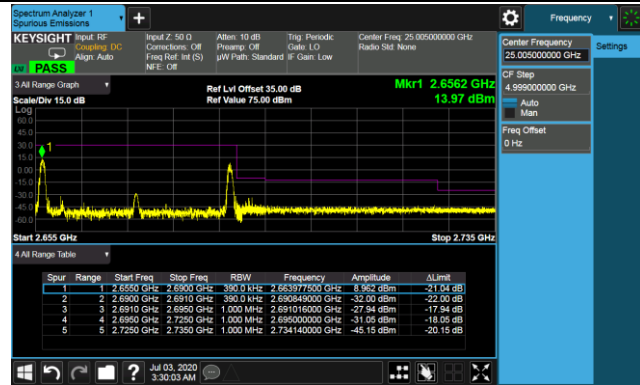 Spectrum Analyzer 1
Spurious Emissions
+
Frequency
KEYSIGHT
Input: RF
Coupling: DC
Align: Auto
Input Z: 50 Ω
Corrections: Off
Freq Ref: Int (S)
NFE: Off
Atten: 10 dB
Preamp: Off
µW Path: Standard
Trig: Periodic
Gate: LO
IF Gain: Low
Center Freq: 25.005000000 GHz
Radio Std: None
PASS
Center Frequency
25.005000000 GHz
Settings
CF Step
4.999000000 GHz
Auto
Man
Freq Offset
0 Hz
3 All Range Graph
Scale/Div 15.0 dB
Ref Lvl Offset 35.00 dB
Ref Value 75.00 dBm
Mkr1 2.6562 GHz
13.97 dBm
Log
60.0
45.0
30.0
15.0
0.00
-15.0
-30.0
-45.0
-60.0
1
Start 2.655 GHz
Stop 2.735 GHz
4 All Range Table
Spur Range Start Freq Stop Freq RBW Frequency Amplitude ΔLimit
1 1 2.6550 GHz 2.6900 GHz 390.0 kHz 2.663977500 GHz 8.962 dBm -21.04 dB
2 2 2.6900 GHz 2.6910 GHz 390.0 kHz 2.690849000 GHz -32.00 dBm -22.00 dB
3 3 2.6910 GHz 2.6950 GHz 1.000 MHz 2.691016000 GHz -27.94 dBm -17.94 dB
4 4 2.6950 GHz 2.7250 GHz 1.000 MHz 2.695000000 GHz -31.05 dBm -18.05 dB
5 5 2.7250 GHz 2.7350 GHz 1.000 MHz 2.734140000 GHz -45.15 dBm -20.15 dB
?
Jul 03, 2020
3:30:03 AM